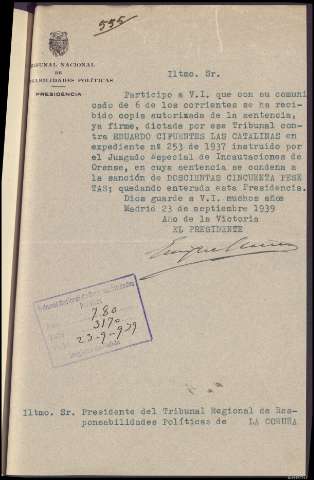 555
TRIBUNAL NACIONAL
DE
RESPONSABILIDADES POLÍTICAS
PRESIDENCIA
Iltmo. Sr.
Participo a V.I. que con su comuni
cado de 6 de los corrientes se ha reci
bido copia autorizada de la sentencia,
ya firme, dictada por ese Tribunal con
tra EDUARDO CIFUENTES LAS CATALINAS en
expediente nº 253 de 1937 instruido por
el Juzgado Especial de Incautaciones de
Orense, en cuya sentencia se condena a
la sanción de DOSCIENTAS CINCUENTA PESE
TAS; quedando enterada esta Presidencia.
Dios guarde a V.I. muchos años
Madrid 23 de septiembre 1939
Año de la Victoria
EL PRESIDENTE
780
3170
23-9-939
Iltmo. Sr. Presidente del Tribunal Regional de Res-
ponsabilidades Políticas de LA CORUÑA